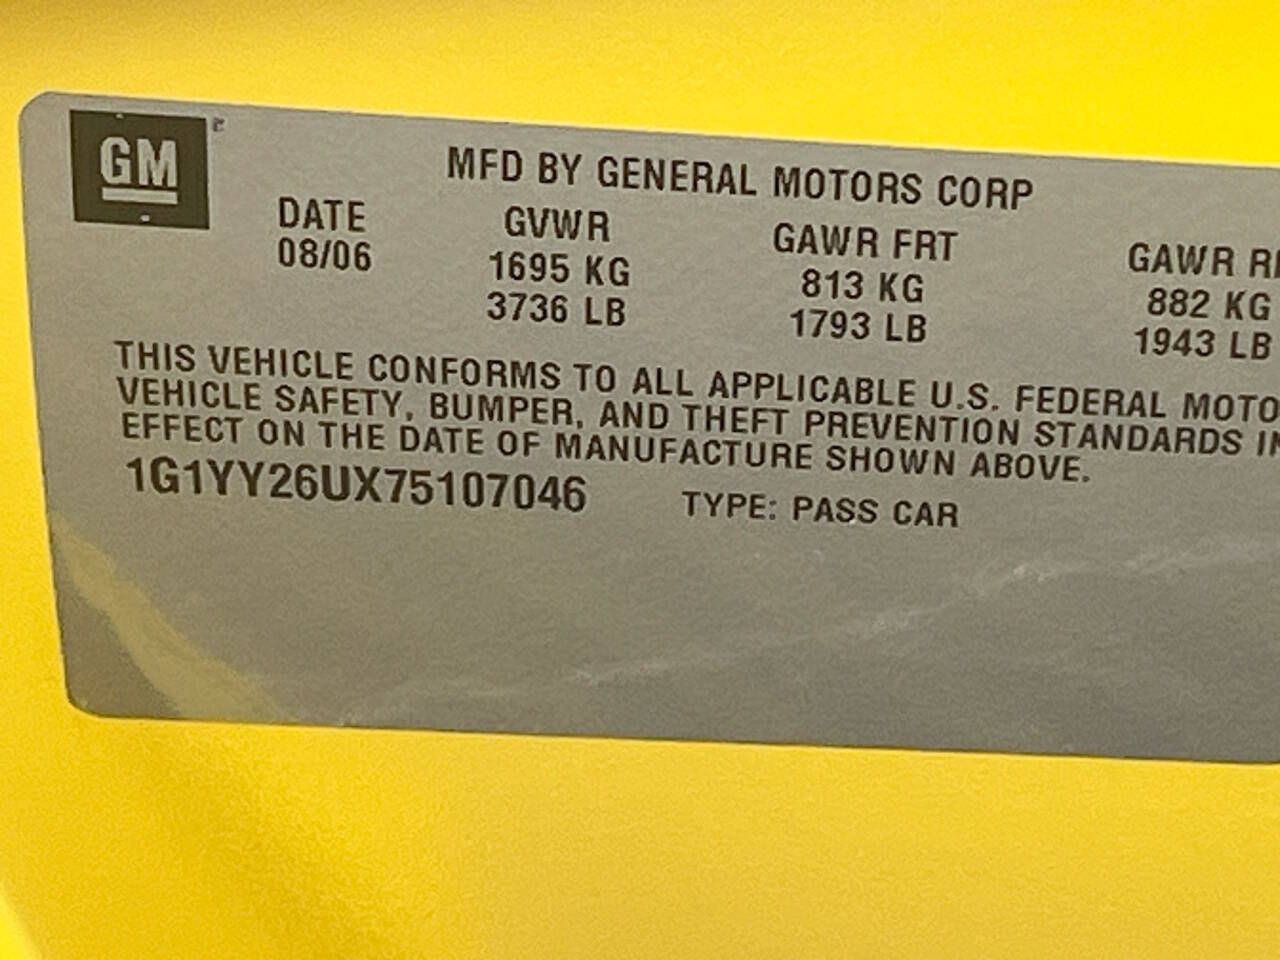 GM
MFD BY GENERAL MOTORS CORP
DATE GVWR GAWR FRT GAWR
08/06 1695 KG 813 KG 882 KG
3736 LB 1793 LB 1943 LB
THIS VEHICLE CONFORMS TO ALL APPLICABLE U.S. FEDERAL
VEHICLE SAFETY, BUMPER, AND THEFT PREVENTION STANDARDS
EFFECT ON THE DATE OF MANUFACTURE SHOWN ABOVE.
1G1YY26UX75107046 TYPE: PASS CAR